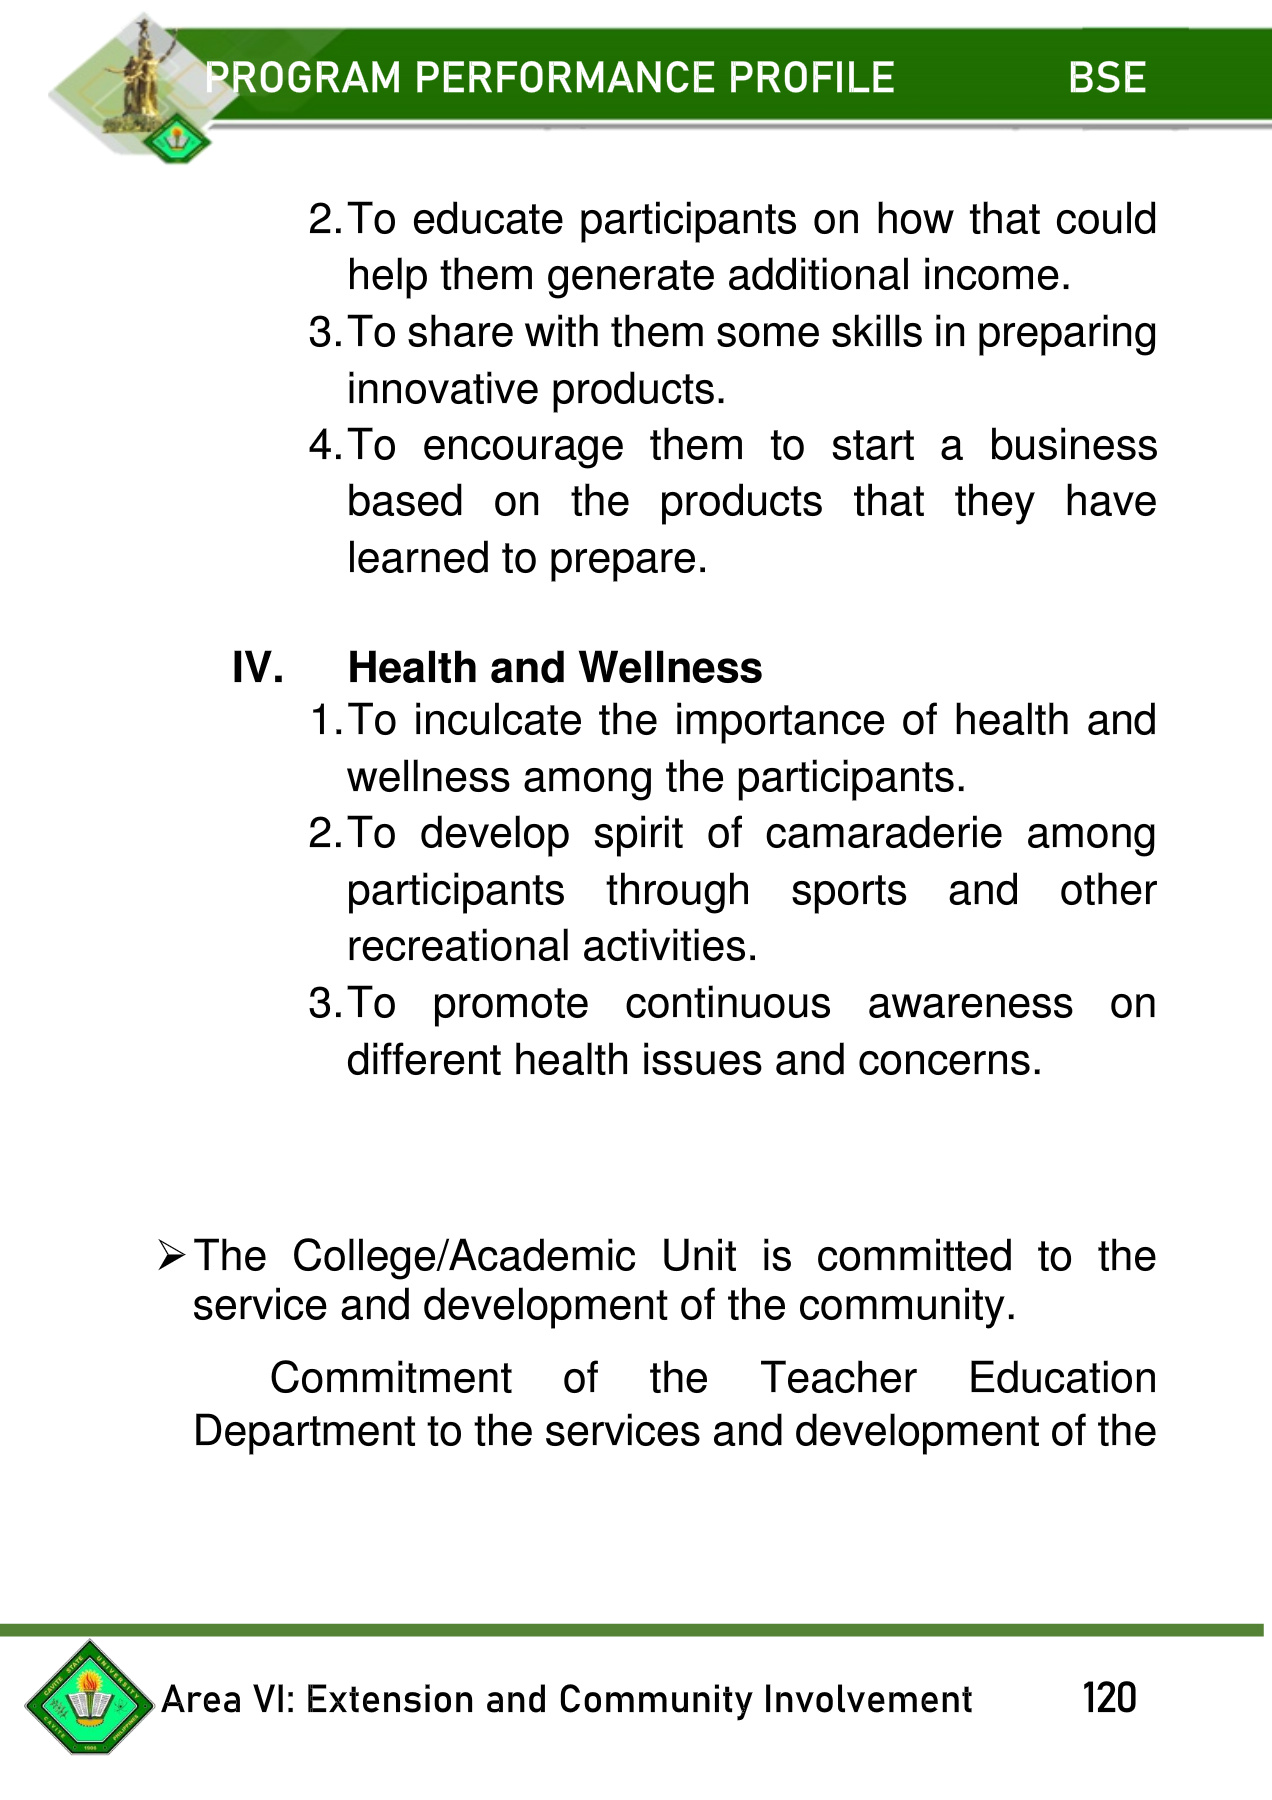 PROGRAM PERFORMANCE PROFILE BSE
2. To educate participants on how that could
help them generate additional income.
3. To share with them some skills in preparing
innovative products.
4. To encourage them to start a business
based on the products that they have
learned to prepare.
IV. Health and Wellness
1. To inculcate the importance of health and
wellness among the participants.
2. To develop spirit of camaraderie among
participants through sports and other
recreational activities.
3. To promote continuous awareness on
different health issues and concerns.
➢ The College/Academic Unit is committed to the
service and development of the community.
Commitment of the Teacher Education
Department to the services and development of the
CAVITE STATE UNIVERSITY
CAVITE PHILIPPINES
1906
Area VI: Extension and Community Involvement 120